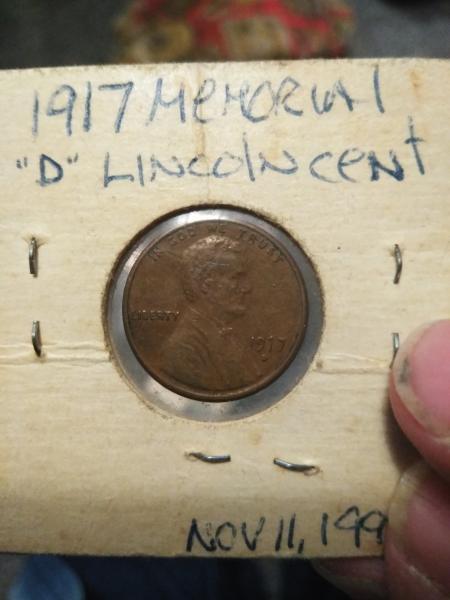 1917 MEMORIAL
"D" LINCOLN CENT
IN GOD WE TRUST
LIBERTY
1917
NOV 11, 199